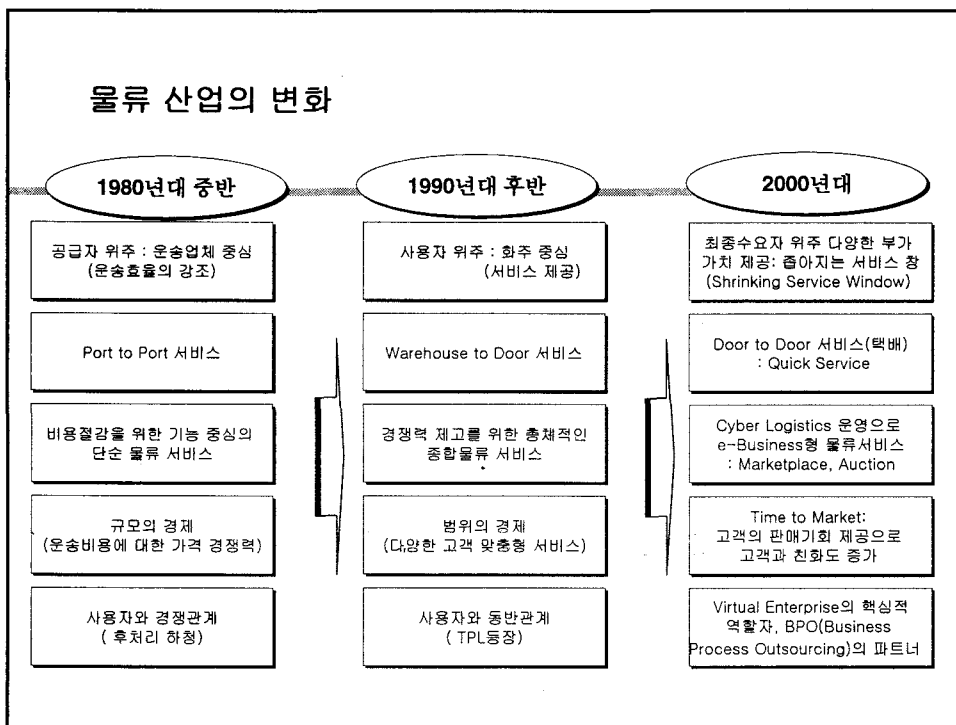 물류 산업의 변화
1980년대 중반
1990년대 후반
2000년대
공급자 위주 : 운송업체 중심
(운송효율의 강조)
사용자 위주 : 화주 중심
(서비스 제공)
최종수요자 위주 다양한 부가
가치 제공: 좁아지는 서비스 창
(Shrinking Service Window)
Port to Port 서비스
Warehouse to Door 서비스
Door to Door 서비스(택배)
: Quick Service
비용절감을 위한 기능 중심의
단순 물류 서비스
경쟁력 제고를 위한 총체적인
종합물류 서비스
Cyber Logistics 운영으로
e-Business형 물류서비스
: Marketplace, Auction
규모의 경제
(운송비용에 대한 가격 경쟁력)
범위의 경제
(다양한 고객 맞춤형 서비스)
Time to Market:
고객의 판매기회 제공으로
고객과 친화도 증가
사용자와 경쟁관계
( 후처리 하청)
사용자와 동반관계
( TPL등장)
Virtual Enterprise의 핵심적
역할자, BPO(Business
Process Outsourcing)의 파트너